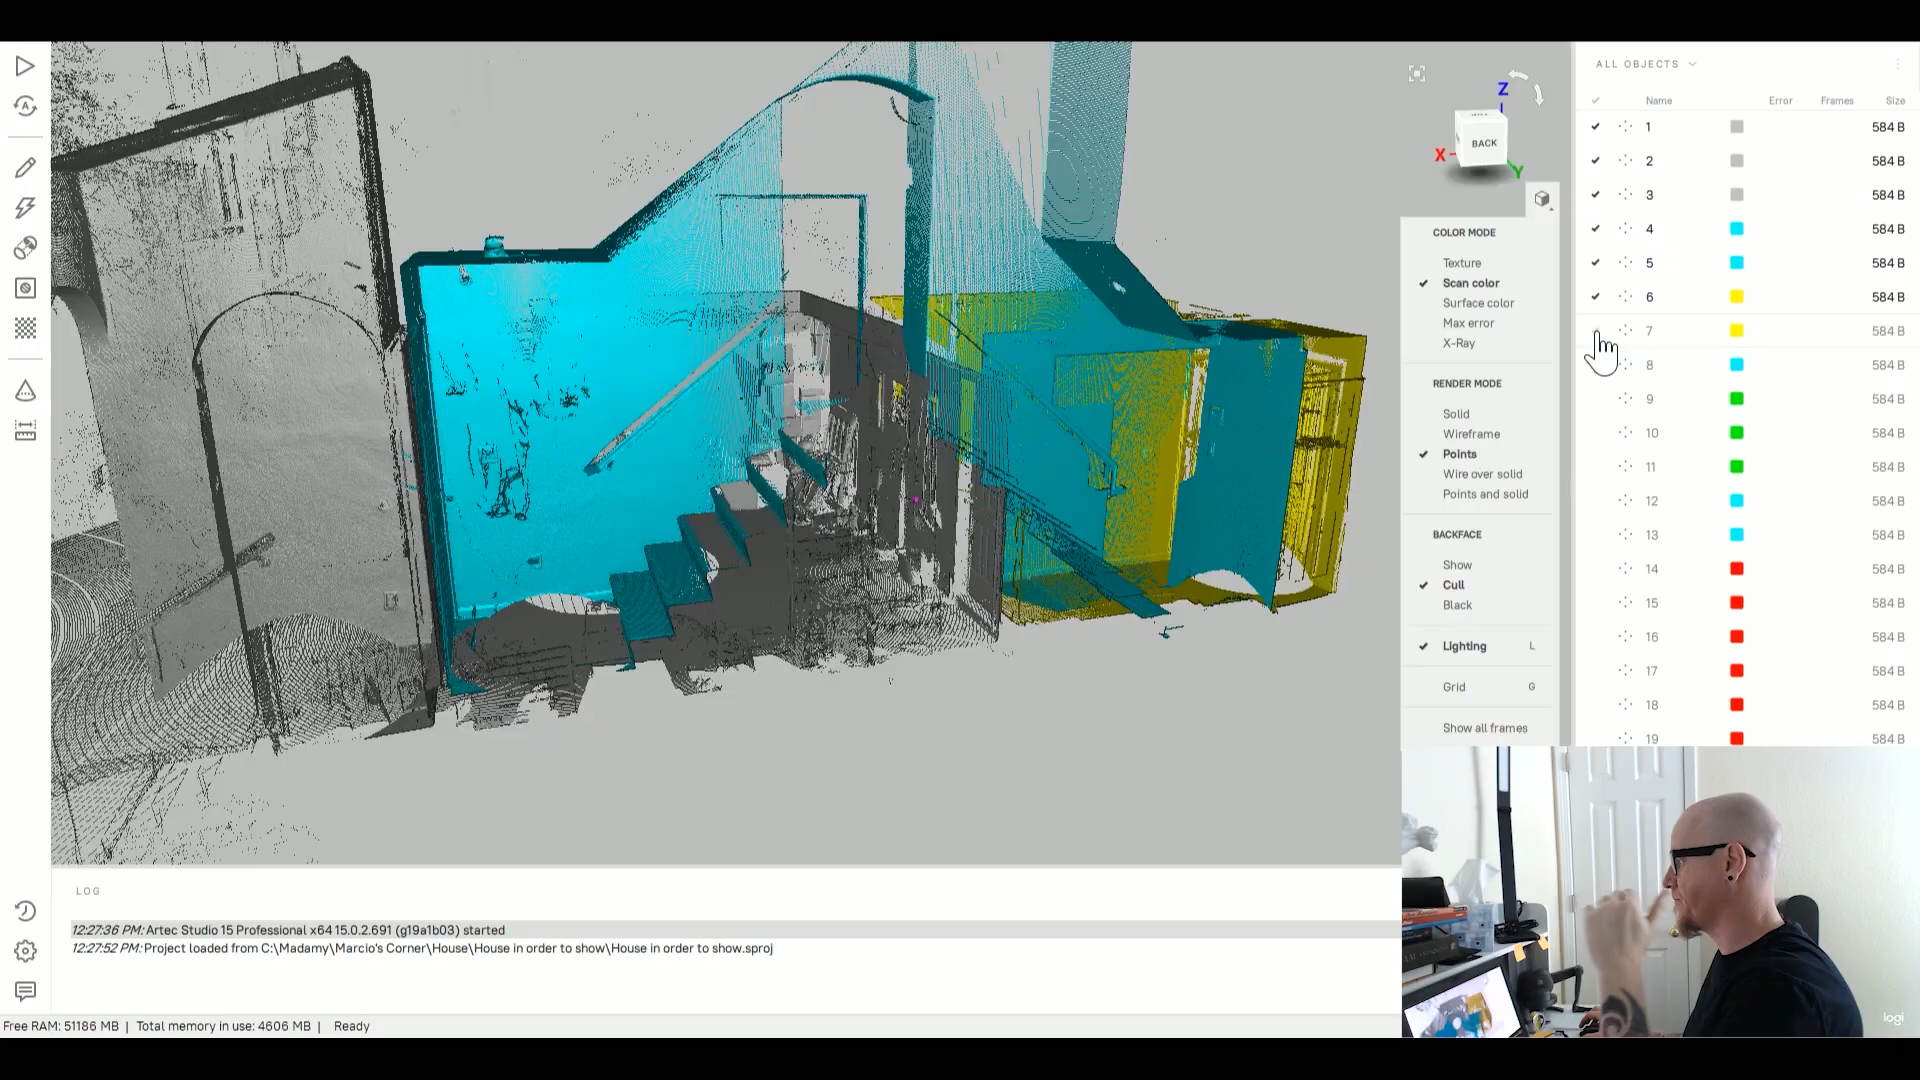 ALL OBJECTS
Name Error Frames Size
1 584 B
2 584 B
3 584 B
4 584 B
5 584 B
6 584 B
7 584 B
8 584 B
9 584 B
10 584 B
11 584 B
12 584 B
13 584 B
14 584 B
15 584 B
16 584 B
17 584 B
18 584 B
19 584 B
Z
BACK
X
Y
COLOR MODE
Texture
Scan color
Surface color
Max error
X-Ray
RENDER MODE
Solid
Wireframe
Points
Wire over solid
Points and solid
BACKFACE
Show
Cull
Black
Lighting L
Grid G
Show all frames
LOG
12:27:36 PM: Artec Studio 15 Professional x64 15.0.2.691 (g19a1b03) started
12:27:52 PM: Project loaded from C:\Madamy\Marcio's Corner\House\House in order to show\House in order to show.sproj
Free RAM: 51186 MB | Total memory in use: 4606 MB | Ready
logi